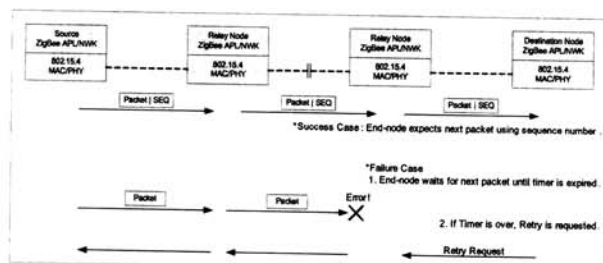 Source
ZigBee APL/NWK
802.15.4
MAC/PHY
Relay Node
ZigBee APL/NWK
802.15.4
MAC/PHY
Relay Node
ZigBee APL/NWK
802.15.4
MAC/PHY
Destination Node
ZigBee APL/NWK
802.15.4
MAC/PHY
Packet | SEQ
Packet | SEQ
Packet | SEQ
*Success Case : End-node expects next packet using sequence number .
*Failure Case
1. End-node waits for next packet until timer is expired.
Packet
Packet
Error!
2. If Timer is over, Retry is requested.
Retry Request